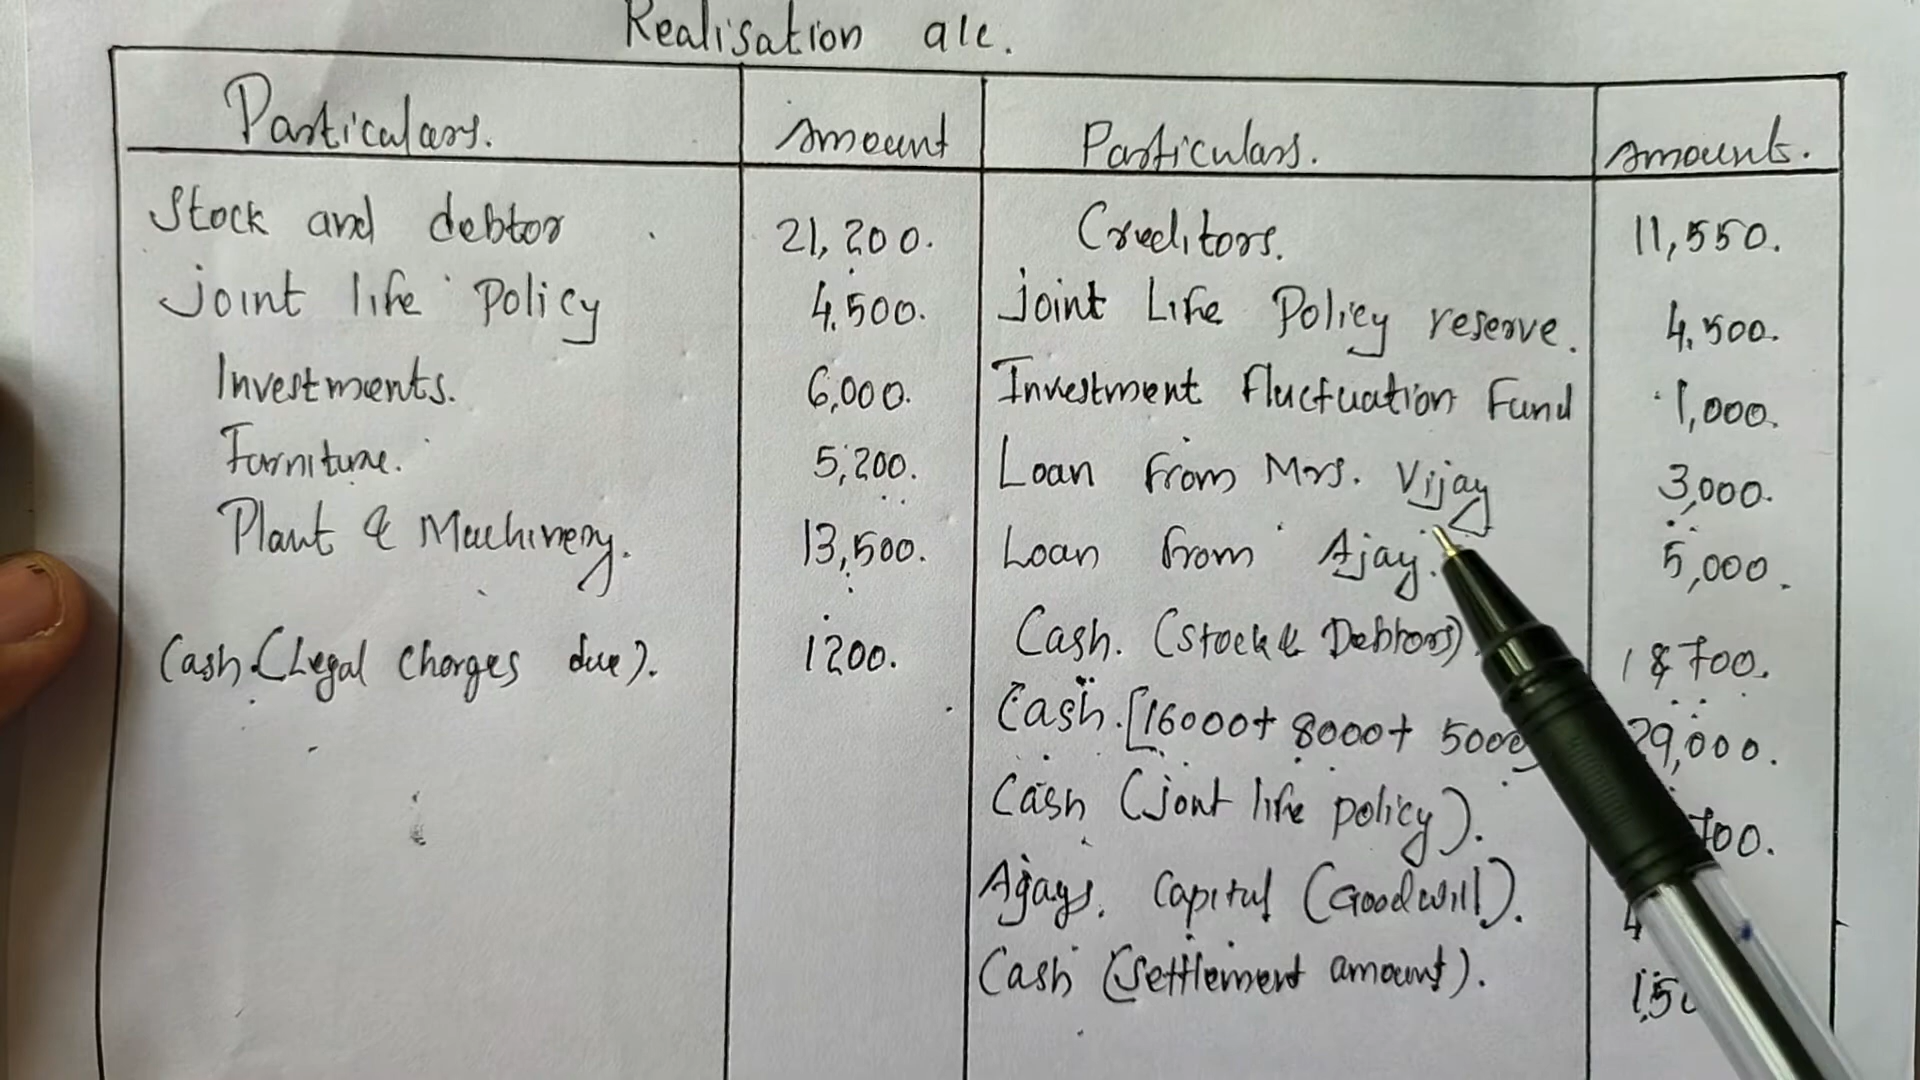 Realisation a/c.
Particulars. Amount Particulars. Amounts.
Stock and debtor 21,200. Creditors. 11,550.
Joint life Policy 4,500. Joint Life Policy reserve. 4,500.
Investments. 6,000. Investment Fluctuation Fund 1,000.
Furniture. 5,200. Loan from Mrs. Vijay 3,000.
Plant & Machinery. 13,500. Loan from Ajay. 5,000.
Cash (Legal charges due). 1200. Cash. (Stock & Debtors) 18700.
Cash. [16000+ 8000+ 5000 29,000.
Cash (jont life policy). 700.
Ajays. Capital (Goodwill).
Cash (Settlement amount).